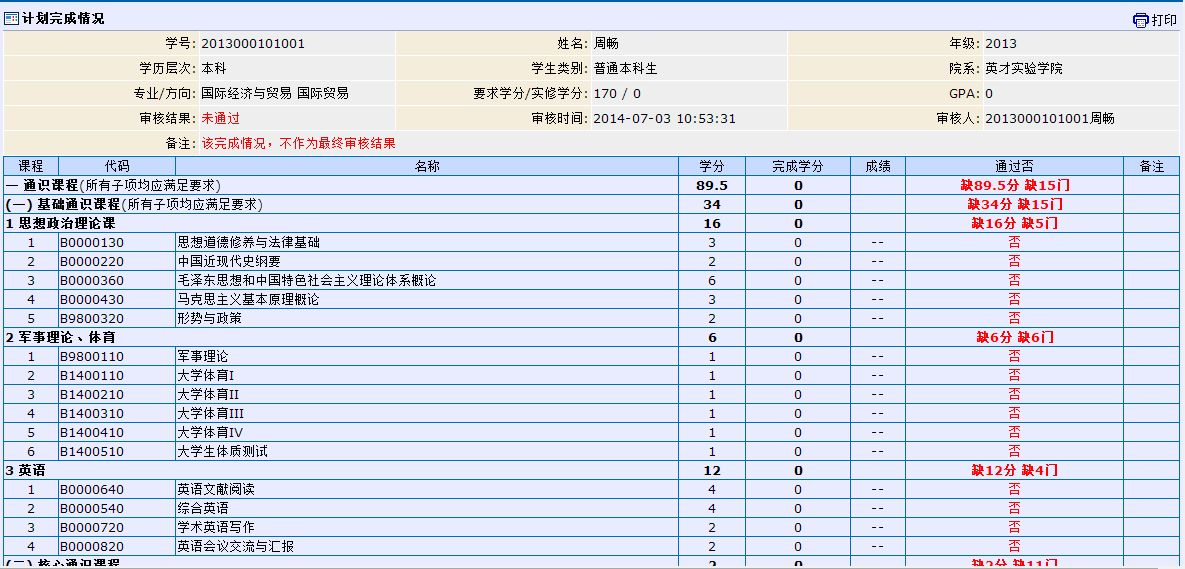 计划完成情况 打印
学号: 2013000101001 姓名: 周畅 年级: 2013
学历层次: 本科 学生类别: 普通本科生 院系: 英才实验学院
专业/方向: 国际经济与贸易 国际贸易 要求学分/实修学分: 170 / 0 GPA: 0
审核结果: 未通过 审核时间: 2014-07-03 10:53:31 审核人: 2013000101001周畅
备注: 该完成情况，不作为最终审核结果
课程 代码 名称 学分 完成学分 成绩 通过否 备注
一 通识课程(所有子项均应满足要求) 89.5 0 缺89.5分 缺15门
(一) 基础通识课程(所有子项均应满足要求) 34 0 缺34分 缺15门
1 思想政治理论课 16 0 缺16分 缺5门
1 B0000130 思想道德修养与法律基础 3 0 -- 否
2 B0000220 中国近现代史纲要 2 0 -- 否
3 B0000360 毛泽东思想和中国特色社会主义理论体系概论 6 0 -- 否
4 B0000430 马克思主义基本原理概论 3 0 -- 否
5 B9800320 形势与政策 2 0 -- 否
2 军事理论、体育 6 0 缺6分 缺6门
1 B9800110 军事理论 1 0 -- 否
2 B1400110 大学体育I 1 0 -- 否
3 B1400210 大学体育II 1 0 -- 否
4 B1400310 大学体育III 1 0 -- 否
5 B1400410 大学体育IV 1 0 -- 否
6 B1400510 大学生体质测试 1 0 -- 否
3 英语 12 0 缺12分 缺4门
1 B0000640 英语文献阅读 4 0 -- 否
2 B0000540 综合英语 4 0 -- 否
3 B0000720 学术英语写作 2 0 -- 否
4 B0000820 英语会议交流与汇报 2 0 -- 否
(二) 核心通识课程 2 0 缺2分 缺11门